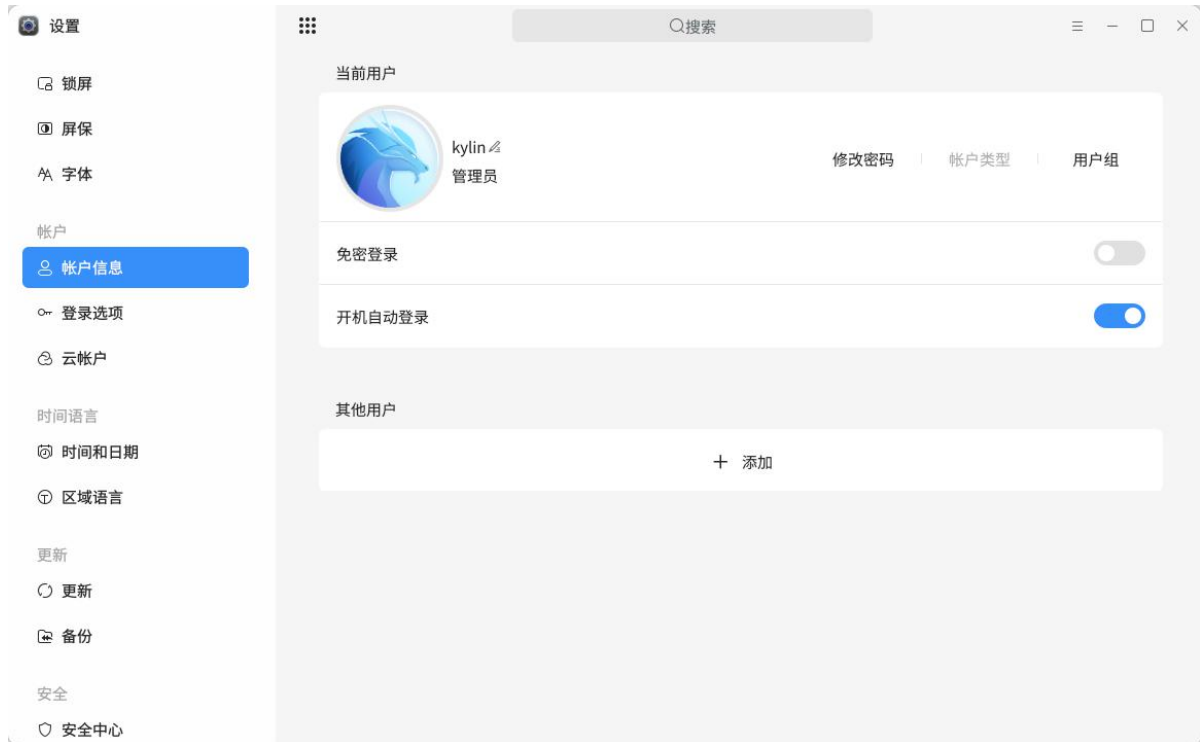 设置
搜索
锁屏
屏保
字体
帐户
帐户信息
登录选项
云帐户
时间语言
时间和日期
区域语言
更新
更新
备份
安全
安全中心
当前用户
kylin
管理员
修改密码
帐户类型
用户组
免密登录
开机自动登录
其他用户
添加